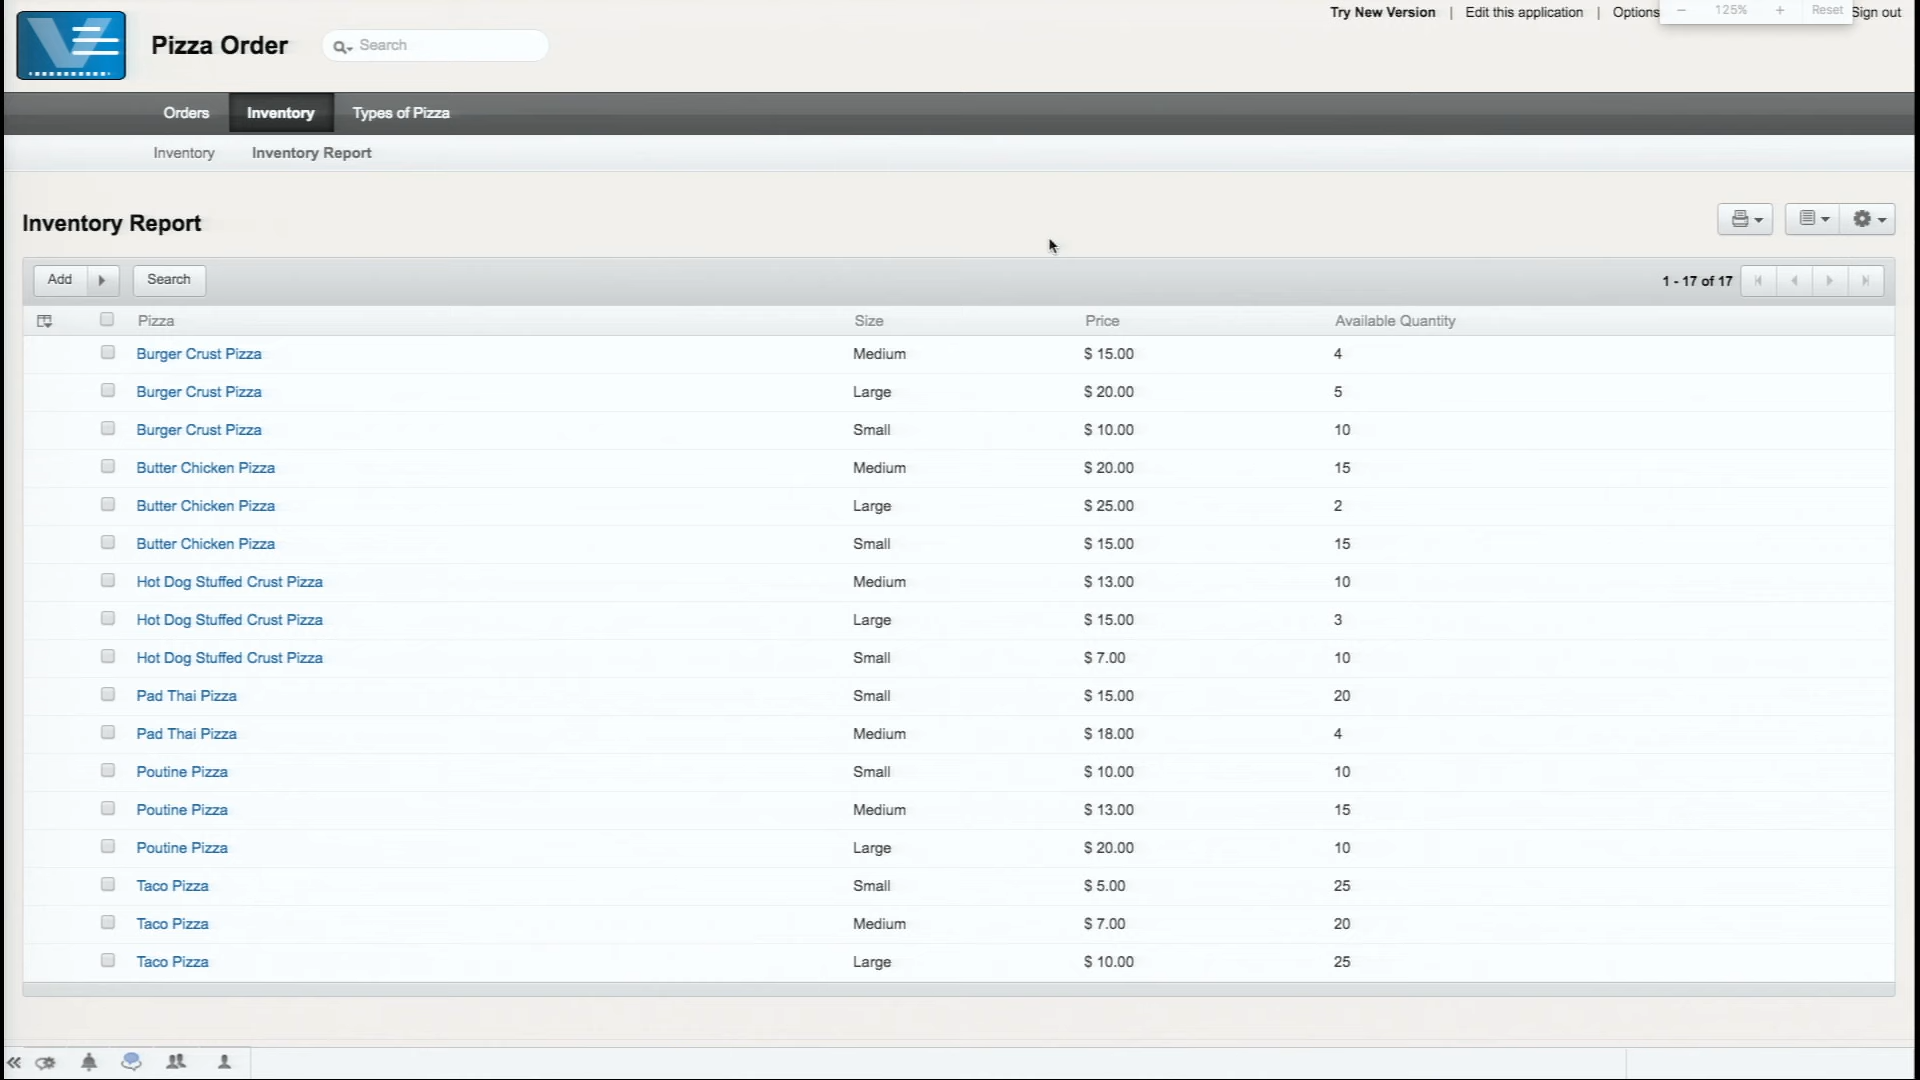 Try New Version | Edit this application | Options − 125% + Reset Sign out
Pizza Order Search
Orders Inventory Types of Pizza
Inventory Inventory Report
Inventory Report
Add Search 1 - 17 of 17
Pizza Size Price Available Quantity
Burger Crust Pizza Medium $ 15.00 4
Burger Crust Pizza Large $ 20.00 5
Burger Crust Pizza Small $ 10.00 10
Butter Chicken Pizza Medium $ 20.00 15
Butter Chicken Pizza Large $ 25.00 2
Butter Chicken Pizza Small $ 15.00 15
Hot Dog Stuffed Crust Pizza Medium $ 13.00 10
Hot Dog Stuffed Crust Pizza Large $ 15.00 3
Hot Dog Stuffed Crust Pizza Small $ 7.00 10
Pad Thai Pizza Small $ 15.00 20
Pad Thai Pizza Medium $ 18.00 4
Poutine Pizza Small $ 10.00 10
Poutine Pizza Medium $ 13.00 15
Poutine Pizza Large $ 20.00 10
Taco Pizza Small $ 5.00 25
Taco Pizza Medium $ 7.00 20
Taco Pizza Large $ 10.00 25